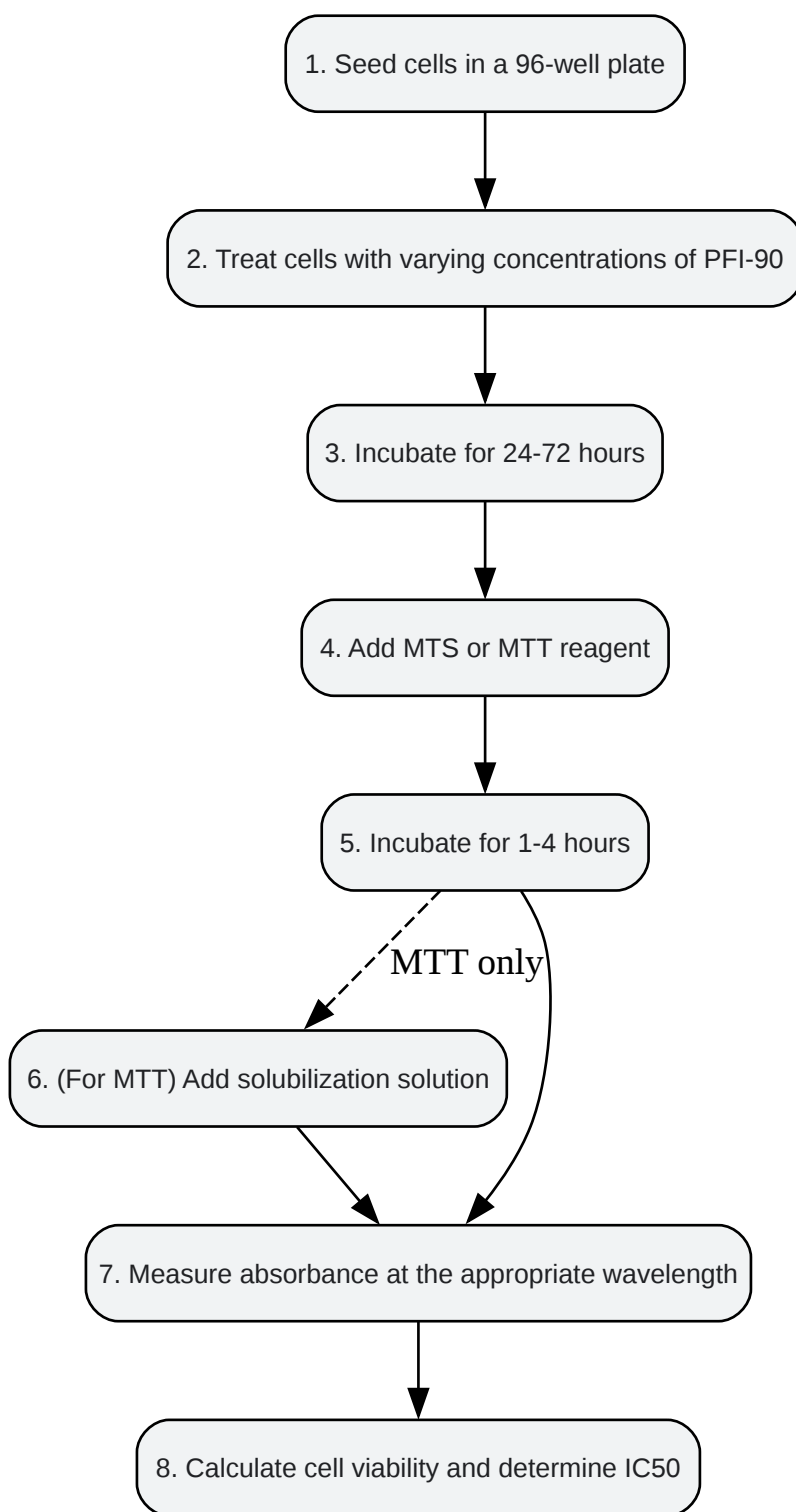 1. Seed cells in a 96-well plate
2. Treat cells with varying concentrations of PFI-90
3. Incubate for 24-72 hours
4. Add MTS or MTT reagent
5. Incubate for 1-4 hours
MTT only
6. (For MTT) Add solubilization solution
7. Measure absorbance at the appropriate wavelength
8. Calculate cell viability and determine IC50